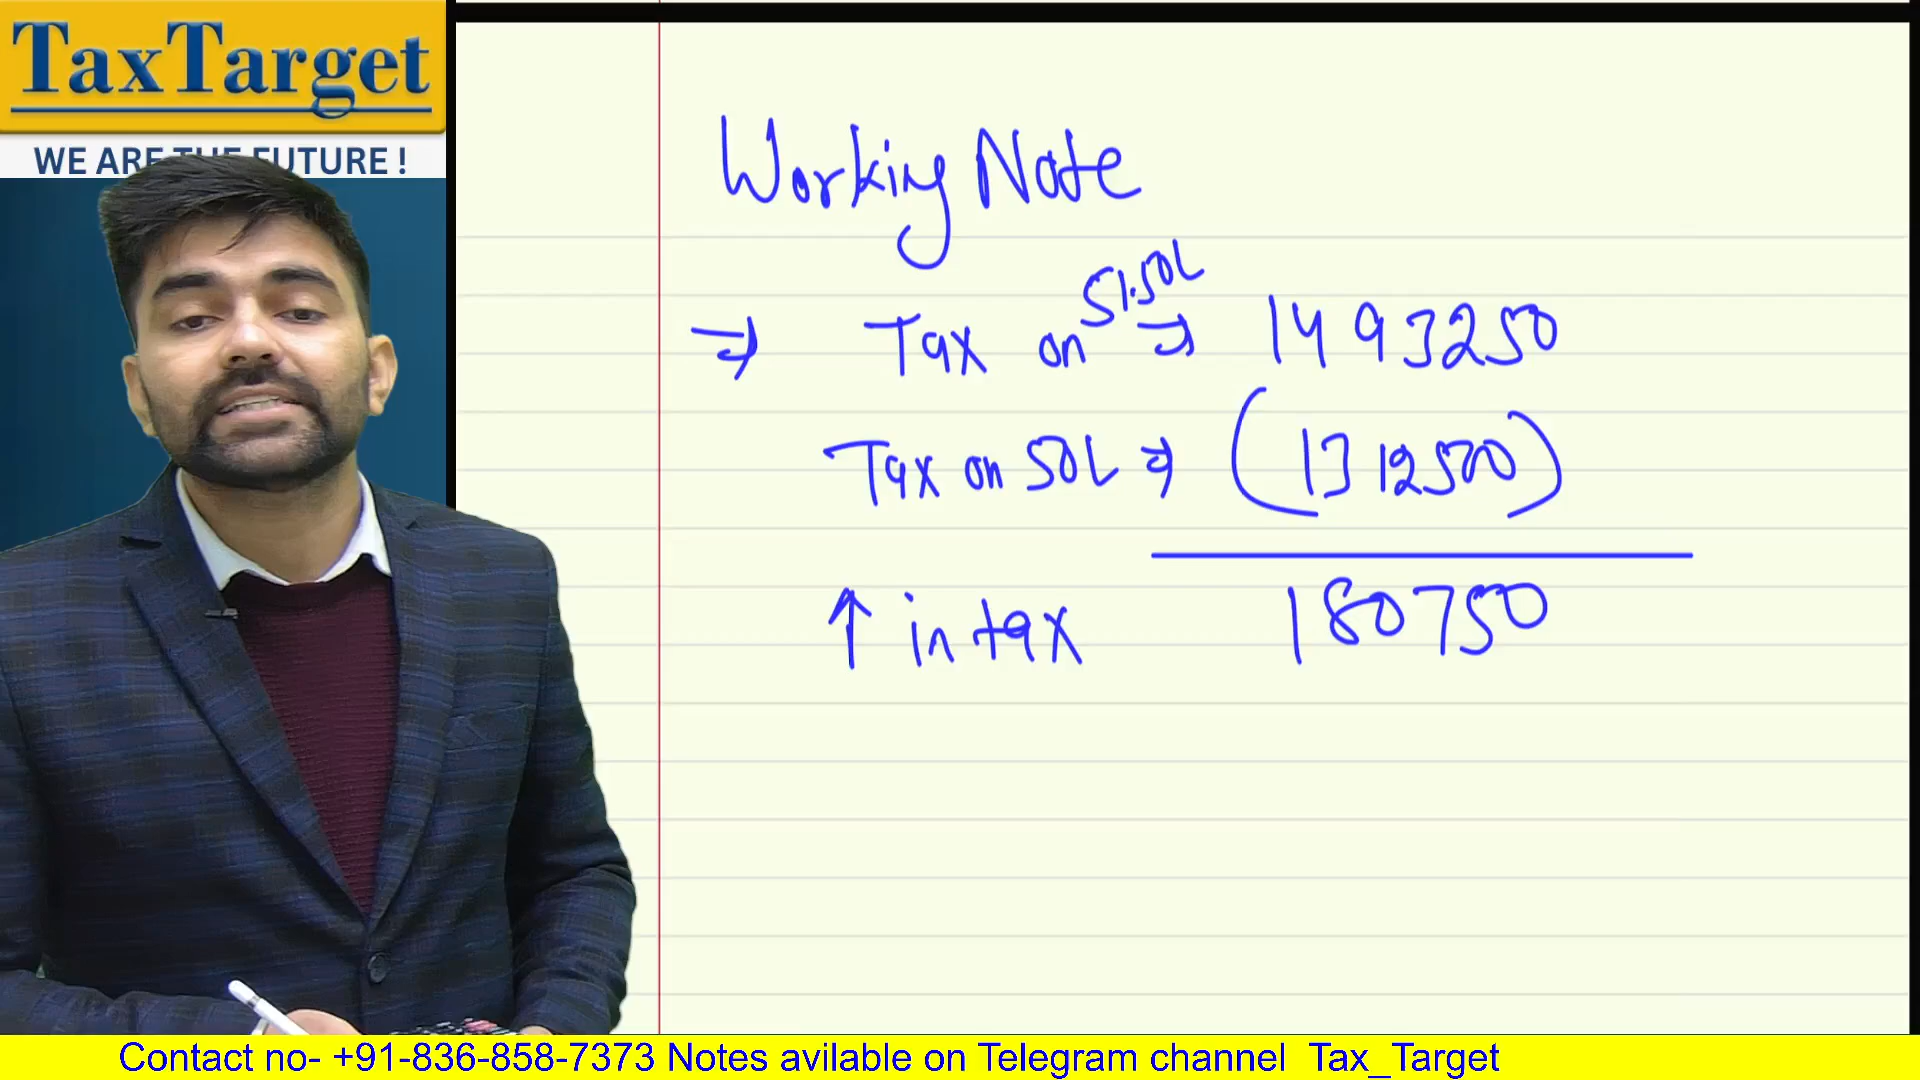 TaxTarget
WE ARE THE FUTURE !
Working Note
⇒ Tax on 51.50L ⇒ 1493250
Tax on 50L ⇒ (1312500)
↑ in tax 180750
Contact no- +91-836-858-7373 Notes avilable on Telegram channel Tax_Target